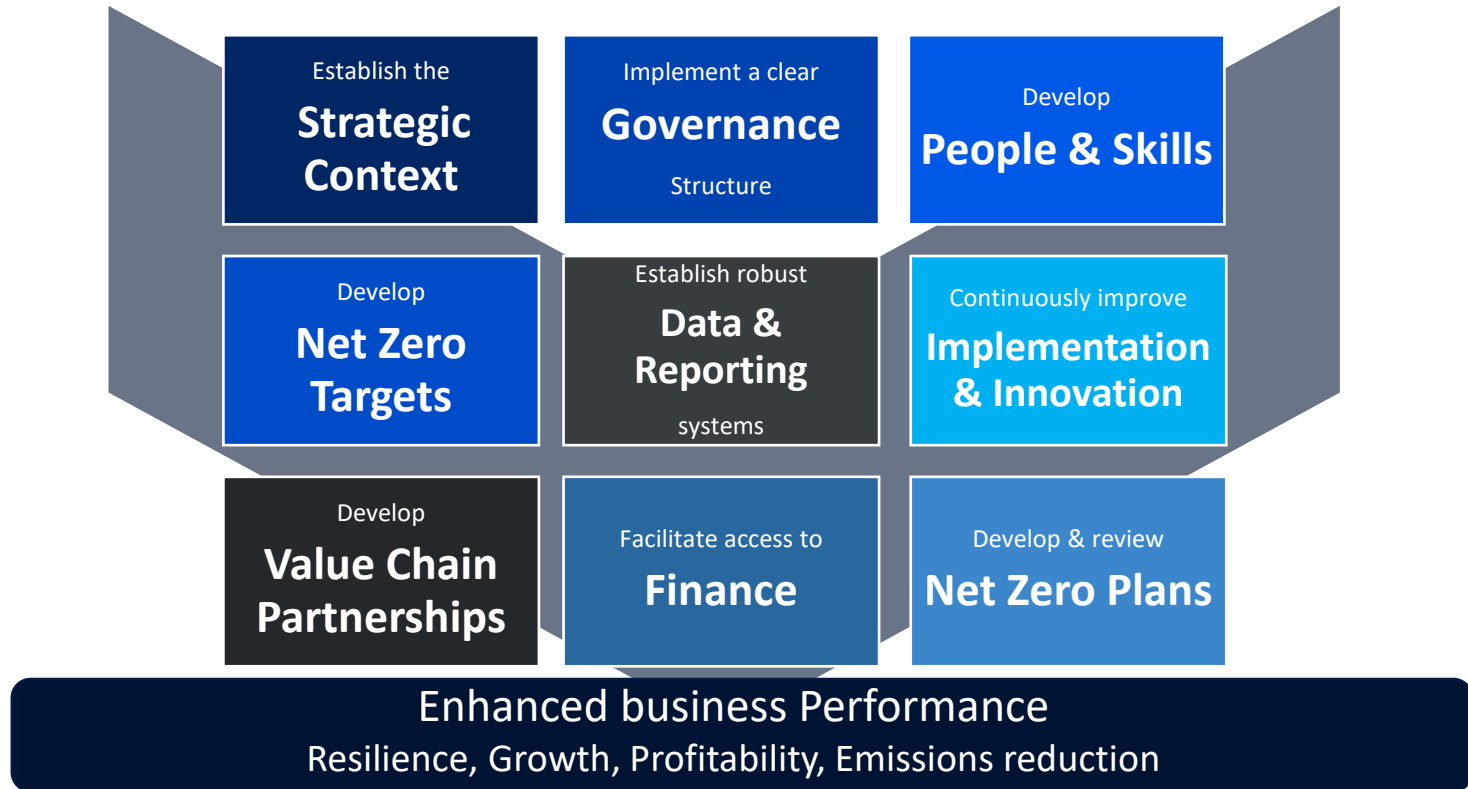 Establish the
Strategic
Context
Implement a clear
Governance
Structure
Develop
People & Skills
Develop
Net Zero
Targets
Establish robust
Data &
Reporting
systems
Continuously improve
Implementation
& Innovation
Develop
Value Chain
Partnerships
Facilitate access to
Finance
Develop & review
Net Zero Plans
Enhanced business Performance
Resilience, Growth, Profitability, Emissions reduction